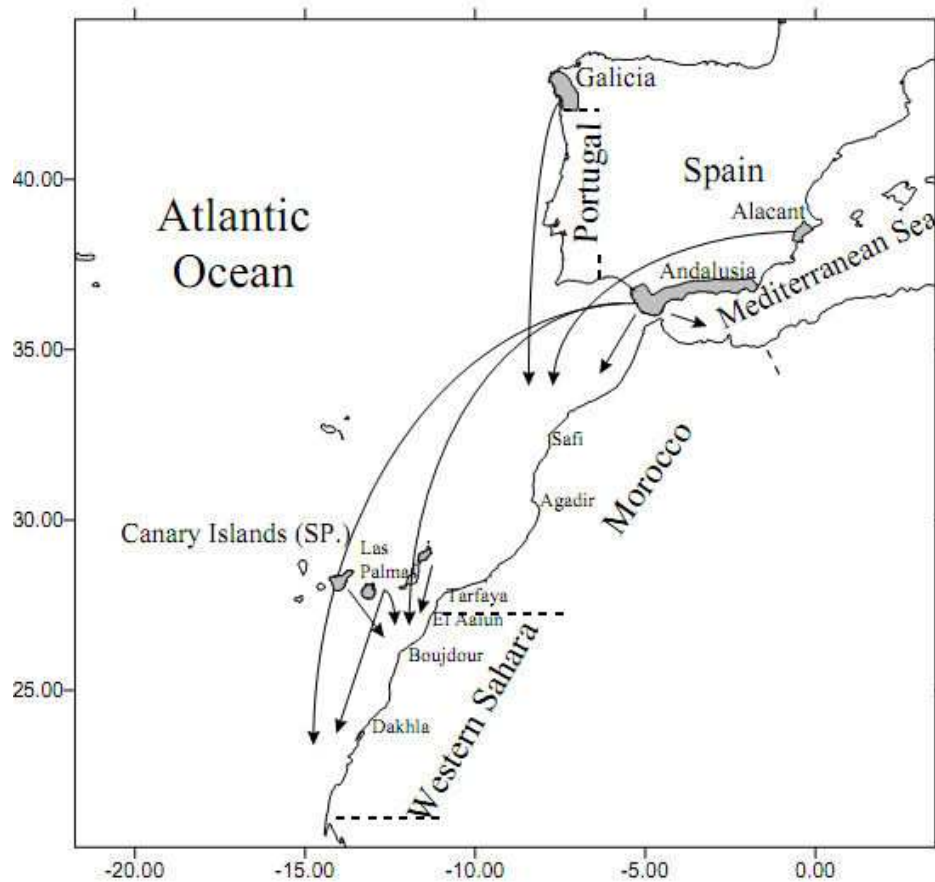 Galicia
40.00
Portugal
Spain
Alacant
Atlantic
Ocean
Andalusia
Mediterranean Sea
35.00
Safi
Morocco
Agadir
30.00
Canary Islands (SP.)
Las
Palmas
Tarfaya
El Aaiun
Boujdour
Western Sahara
25.00
Dakhla
-20.00
-15.00
-10.00
-5.00
0.00